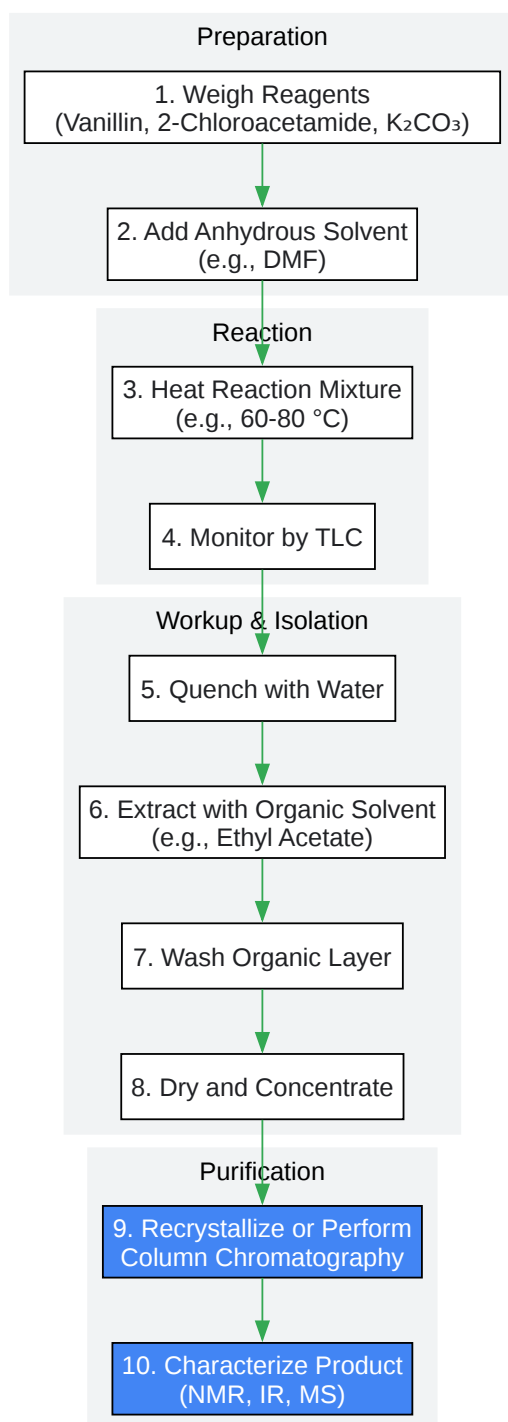 Preparation
1. Weigh Reagents
(Vanillin, 2-Chloroacetamide, K₂CO₃)
2. Add Anhydrous Solvent
(e.g., DMF)
Reaction
3. Heat Reaction Mixture
(e.g., 60-80 °C)
4. Monitor by TLC
Workup & Isolation
5. Quench with Water
6. Extract with Organic Solvent
(e.g., Ethyl Acetate)
7. Wash Organic Layer
8. Dry and Concentrate
Purification
9. Recrystallize or Perform
Column Chromatography
10. Characterize Product
(NMR, IR, MS)